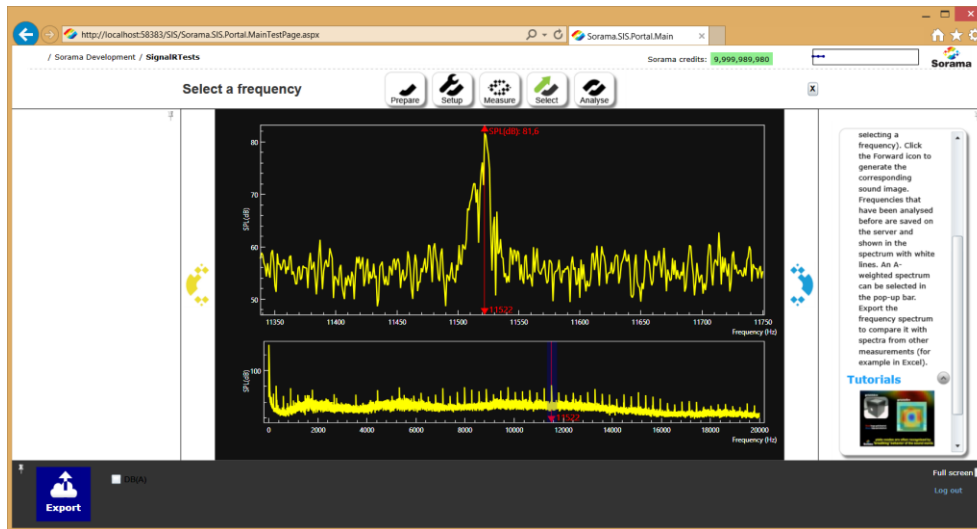 http://localhost:58383/SIS/Sorama.SIS.Portal.MainTestPage.aspx
Sorama.SIS.Portal.Main
/ Sorama Development / SignalRTests
Sorama credits: 9,999,989,980
Sorama
Select a frequency
Prepare
Setup
Measure
Select
Analyse
X
SPL(dB): 81,6
80
70
60
50
SPL(dB)
11522
11350 11400 11450 11500 11550 11600 11650 11700 11750
Frequency (Hz)
100
SPL(dB)
11522
0 2000 4000 6000 8000 10000 12000 14000 16000 18000 20000
Frequency (Hz)
selecting a
frequency). Click
the Forward icon to
generate the
corresponding
sound image.
Frequencies that
have been analysed
before are saved on
the server and
shown in the
spectrum with white
lines. An A-
weighted spectrum
can be selected in
the pop-up bar.
Export the
frequency spectrum
to compare it with
spectra from other
measurements (for
example in Excel).
Tutorials
Export
DB(A)
Full screen
Log out